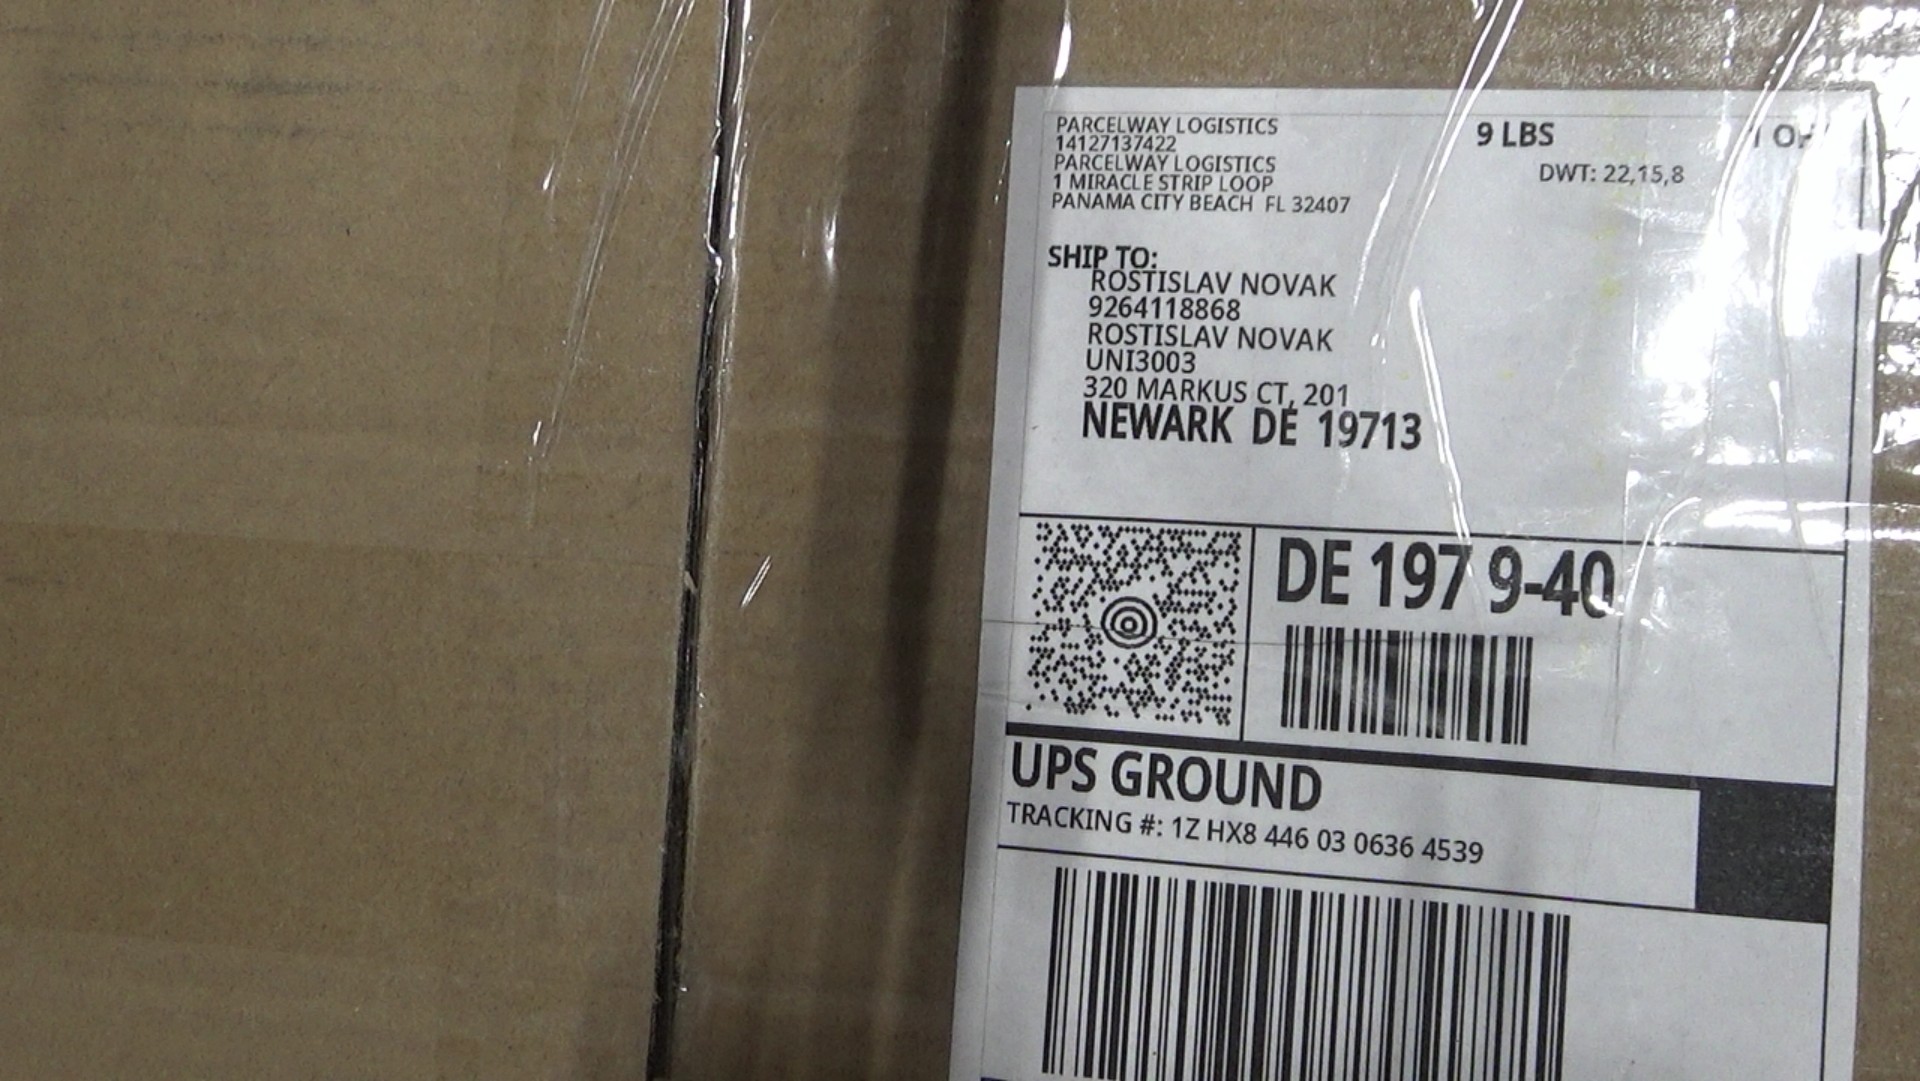 PARCELWAY LOGISTICS
14127137422
PARCELWAY LOGISTICS
1 MIRACLE STRIP LOOP
PANAMA CITY BEACH FL 32407
9 LBS
1 OF
DWT: 22,15,8
SHIP TO:
ROSTISLAV NOVAK
9264118868
ROSTISLAV NOVAK
UNI3003
320 MARKUS CT, 201
NEWARK DE 19713
DE 197 9-40
UPS GROUND
TRACKING #: 1Z HX8 446 03 0636 4539